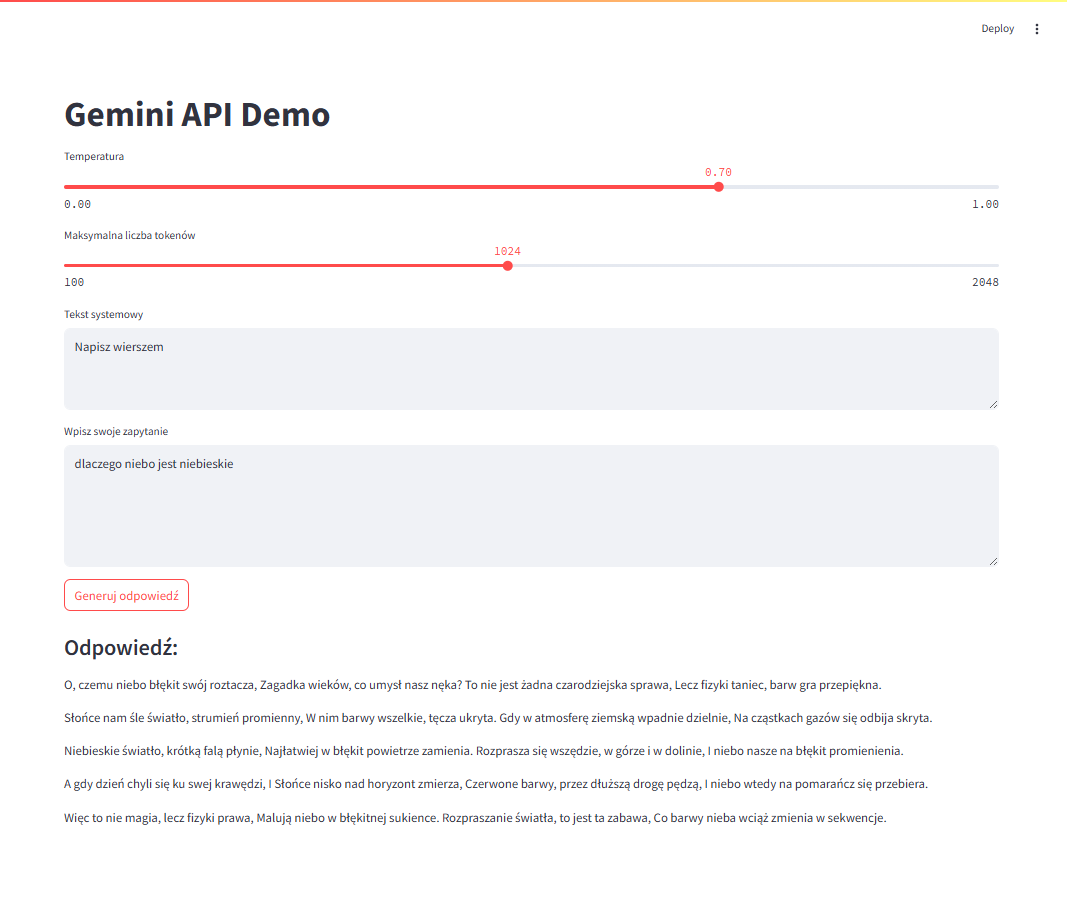 Deploy
Gemini API Demo
Temperatura
0.70
0.00 1.00
Maksymalna liczba tokenów
1024
100 2048
Tekst systemowy
Napisz wierszem
Wpisz swoje zapytanie
dlaczego niebo jest niebieskie
Generuj odpowiedź
Odpowiedź:
O, czemu niebo błękit swój roztacza, Zagadka wieków, co umysł nasz nęka? To nie jest żadna czarodziejska sprawa, Lecz fizyki taniec, barw gra przepiękna.
Słońce nam śle światło, strumień promienny, W nim barwy wszelkie, tęcza ukryta. Gdy w atmosferę ziemską wpadnie dzielnie, Na cząstkach gazów się odbija skryta.
Niebieskie światło, krótką falą płynie, Najłatwiej w błękit powietrze zamienia. Rozprasza się wszędzie, w górze i w dolinie, I niebo nasze na błękit promienienia.
A gdy dzień chyli się ku swej krawędzi, I Słońce nisko nad horyzont zmierza, Czerwone barwy, przez dłuższą drogę pędzą, I niebo wtedy na pomarańcz się przebiera.
Więc to nie magia, lecz fizyki prawa, Malują niebo w błękitnej sukience. Rozpraszanie światła, to jest ta zabawa, Co barwy nieba wciąż zmienia w sekwencje.